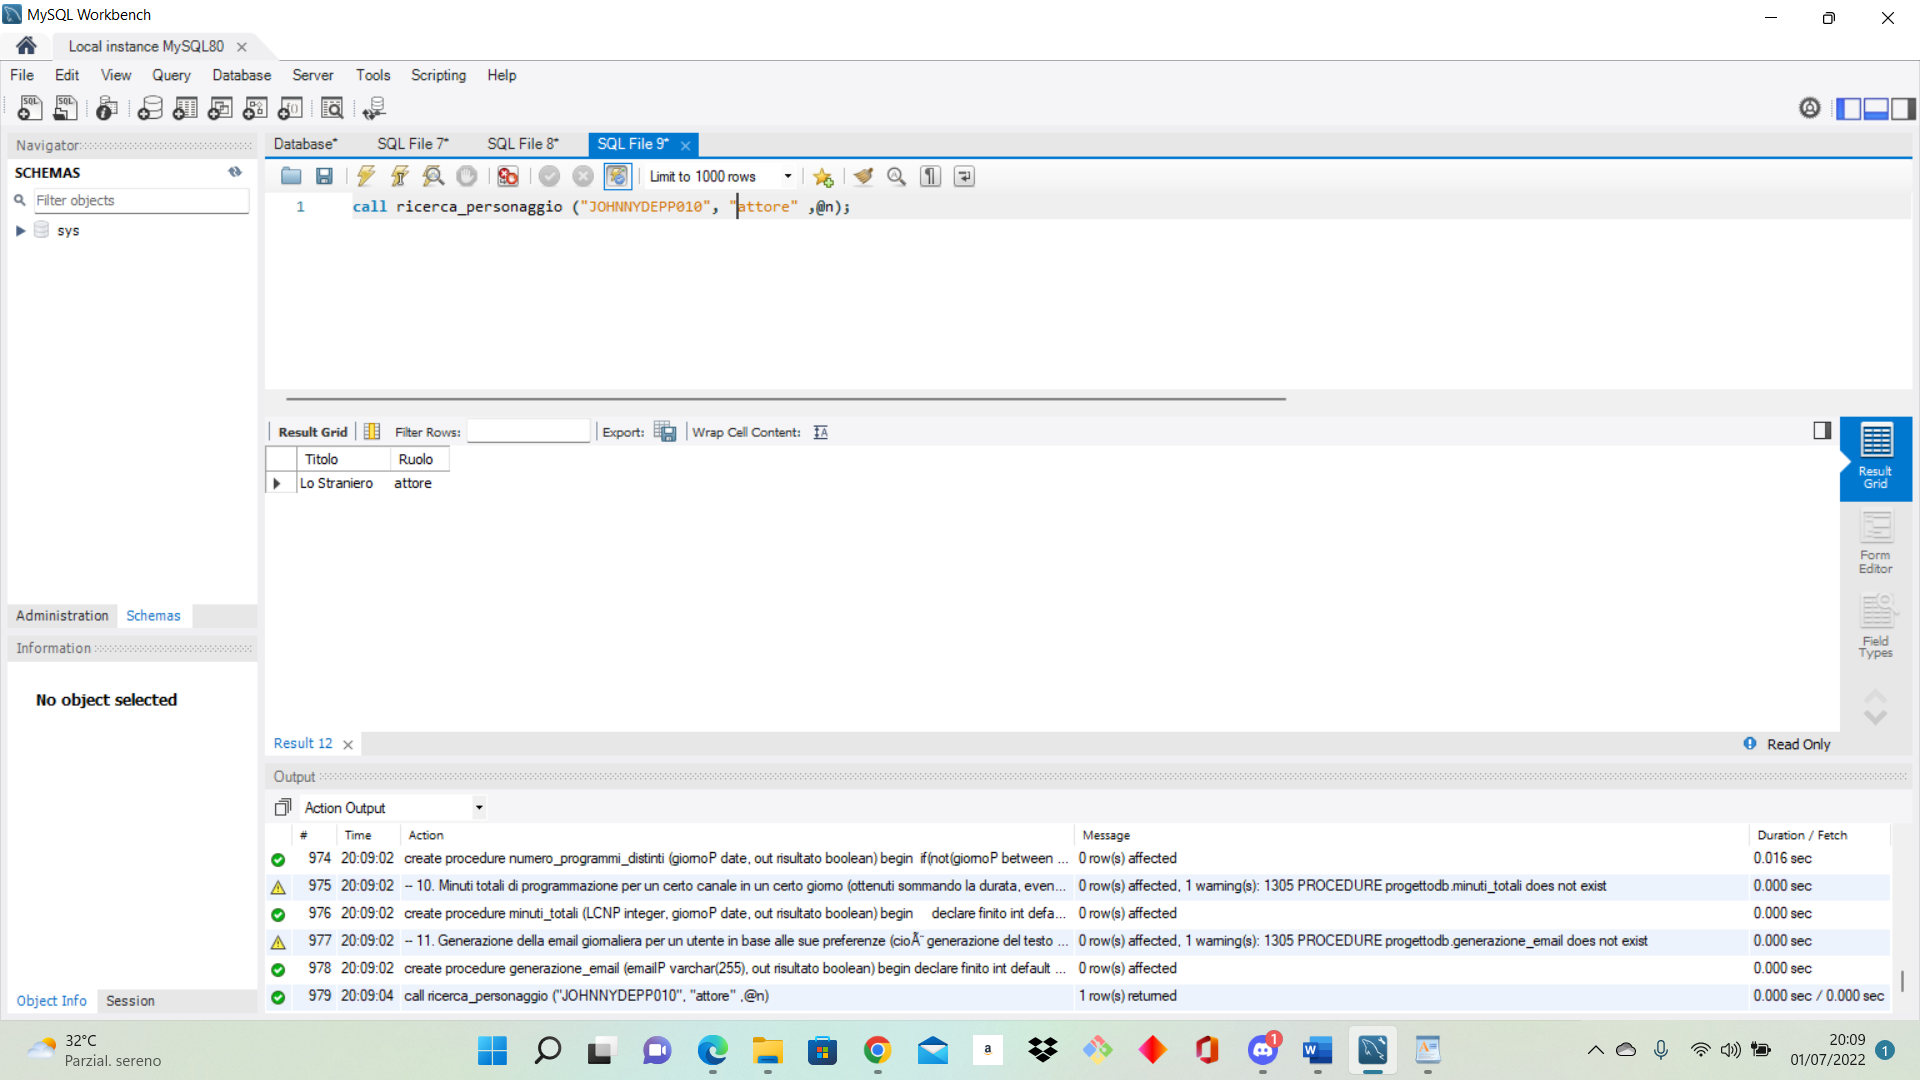 MySQL Workbench
Local instance MySQL80
File Edit View Query Database Server Tools Scripting Help
Navigator
SCHEMAS
Filter objects
sys
Administration Schemas
Information
No object selected
Object Info Session
Database* SQL File 7* SQL File 8* SQL File 9*
Limit to 1000 rows
1 call ricerca_personaggio ("JOHNNYDEPP010", "attore" ,@n);
Result Grid Filter Rows: Export: Wrap Cell Content:
Titolo Ruolo
Lo Straniero attore
Result Grid
Form Editor
Field Types
Result 12
Read Only
Output
Action Output
# Time Action Message Duration / Fetch
974 20:09:02 create procedure numero_programmi_distinti (giornoP date, out risultato boolean) begin if(not(giornoP between ... 0 row(s) affected 0.016 sec
975 20:09:02 -- 10. Minuti totali di programmazione per un certo canale in un certo giorno (ottenuti sommando la durata, even... 0 row(s) affected, 1 warning(s): 1305 PROCEDURE progettodb.minuti_totali does not exist 0.000 sec
976 20:09:02 create procedure minuti_totali (LCNP integer, giornoP date, out risultato boolean) begin declare finito int defa... 0 row(s) affected 0.000 sec
977 20:09:02 -- 11. Generazione della email giornaliera per un utente in base alle sue preferenze (cioÃ¨ generazione del testo ... 0 row(s) affected, 1 warning(s): 1305 PROCEDURE progettodb.generazione_email does not exist 0.000 sec
978 20:09:02 create procedure generazione_email (emailP varchar(255), out risultato boolean) begin declare finito int default ... 0 row(s) affected 0.000 sec
979 20:09:04 call ricerca_personaggio ("JOHNNYDEPP010", "attore" ,@n) 1 row(s) returned 0.000 sec / 0.000 sec
32°C
Parzial. sereno
a
1
W
20:09
01/07/2022
1